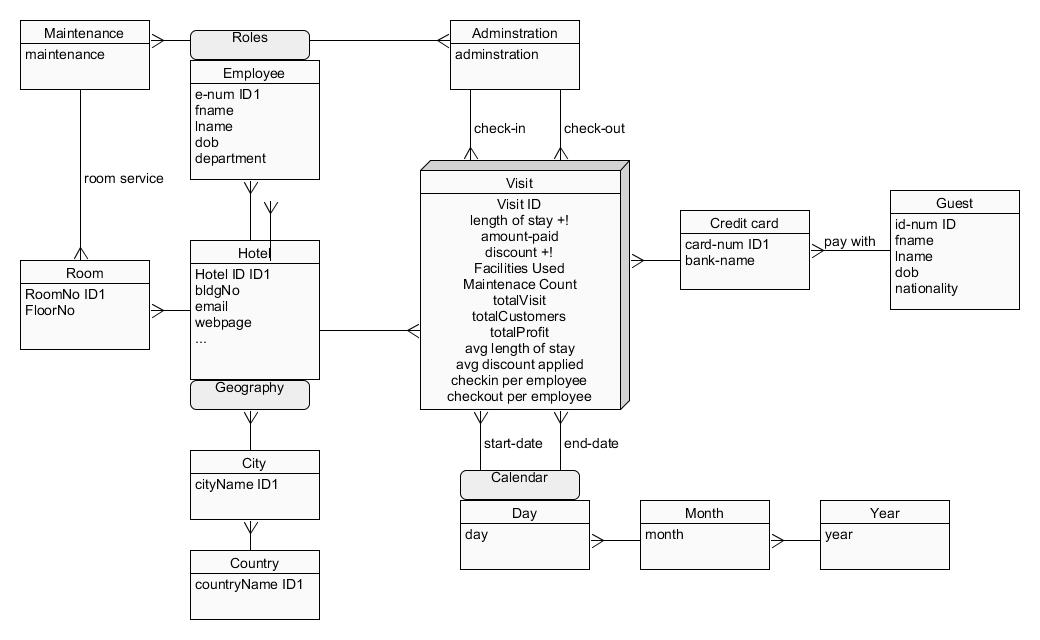 Maintenance
maintenance
Roles
Adminstration
adminstration
Employee
e-num ID1
fname
lname
dob
department
check-in
check-out
room service
Visit
Visit ID
length of stay +!
amount-paid
discount +!
Facilities Used
Maintenace Count
totalVisit
totalCustomers
totalProfit
avg length of stay
avg discount applied
checkin per employee
checkout per employee
Credit card
card-num ID1
bank-name
pay with
Guest
id-num ID
fname
lname
dob
nationality
Room
RoomNo ID1
FloorNo
Hotel
Hotel ID ID1
bldgNo
email
webpage
...
Geography
City
cityName ID1
Country
countryName ID1
start-date
end-date
Calendar
Day
day
Month
month
Year
year